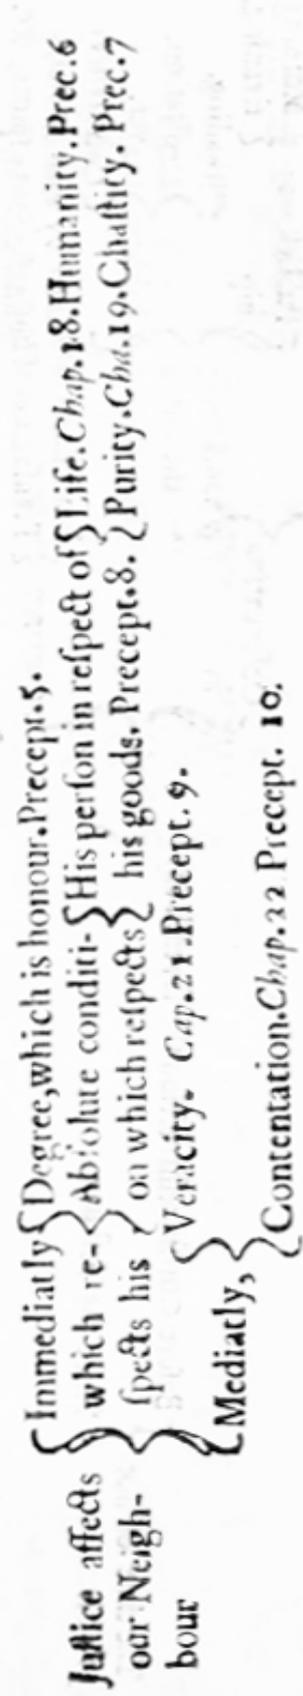 Juſtice affects
our Neigh-
bour
Immediatly
which re-
ſpects his
Degree, which is honour. Precept. 5.
Abſolute conditi-
on which reſpects
His perſon in reſpect of
Life. Chap. 18. Humanity. Prec. 6
Purity. Cha. 19. Chaſtity. Prec. 7
his goods. Precept. 8.
Mediatly,
Veracity. Cap. 21. Precept. 9.
Contentation. Chap. 22 Precept. 10.